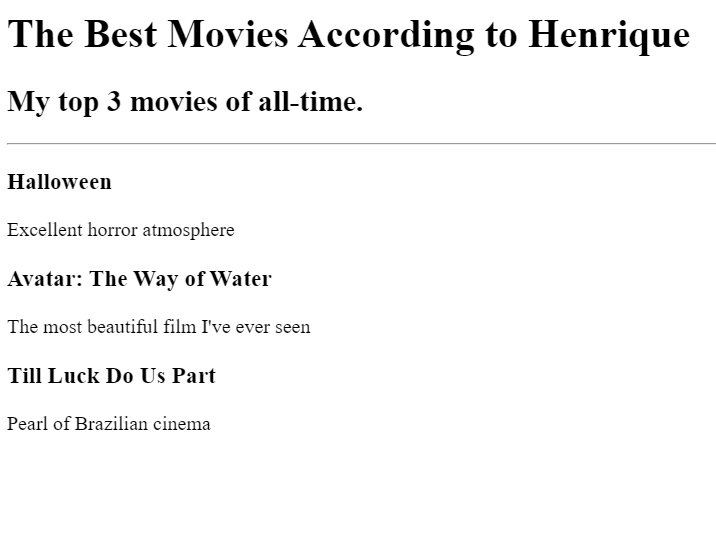 The Best Movies According to Henrique
My top 3 movies of all-time.
Halloween
Excellent horror atmosphere
Avatar: The Way of Water
The most beautiful film I've ever seen
Till Luck Do Us Part
Pearl of Brazilian cinema